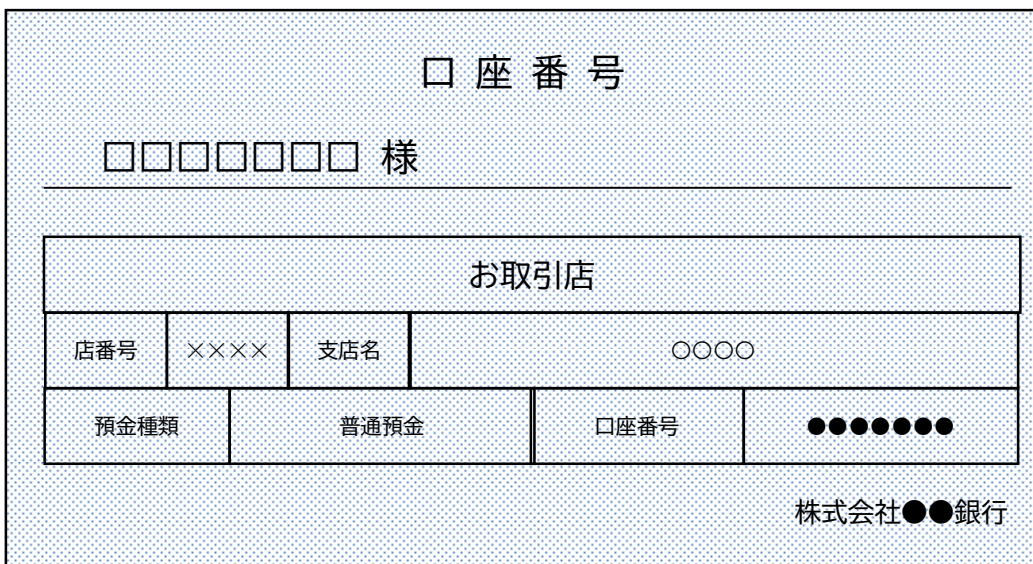 口座番号
□□□□□□□ 様
お取引店
店番号 ×××× 支店名 ○○○○
預金種類 普通預金 口座番号 ●●●●●●●
株式会社●●銀行